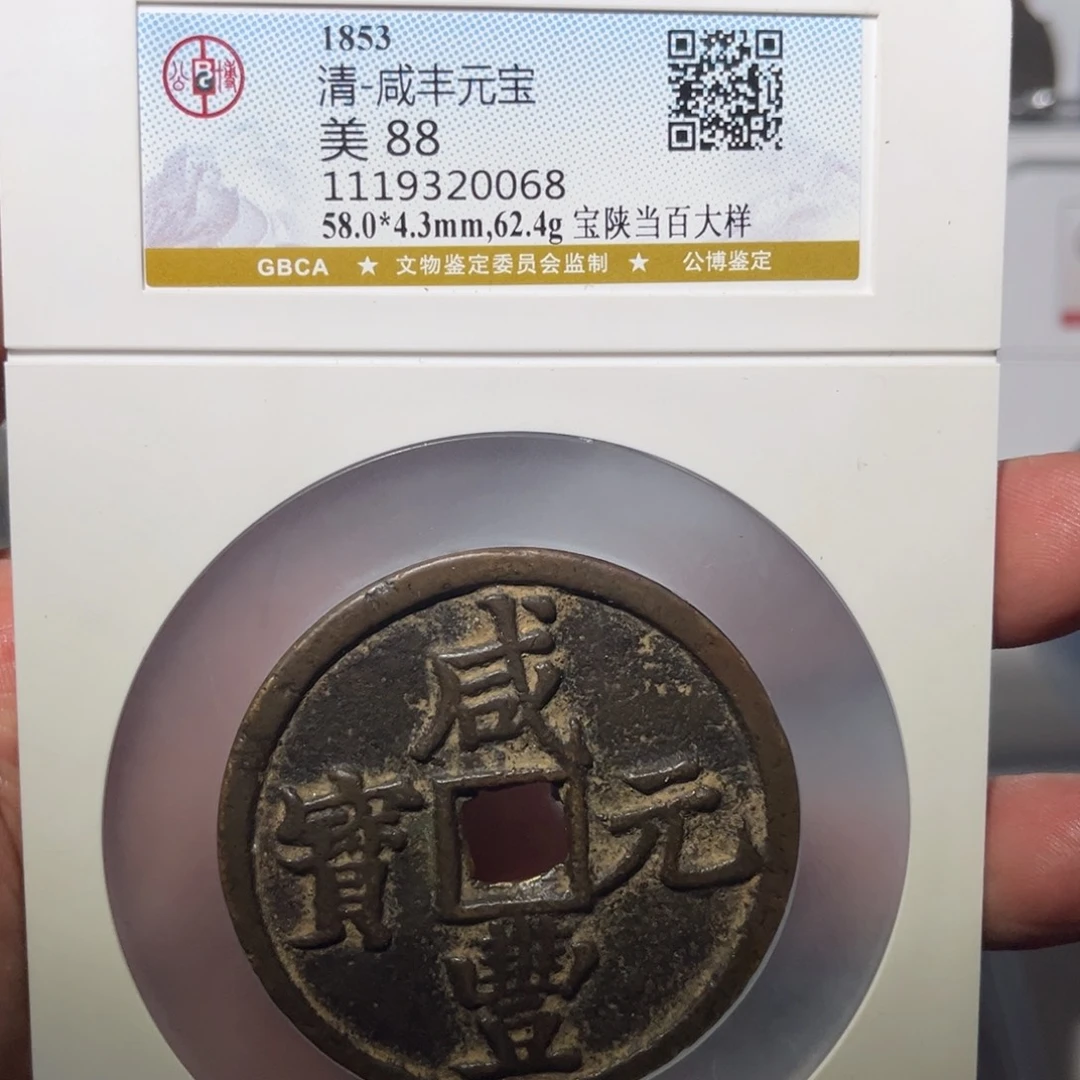 1853
清-咸丰元宝
美 88
1119320068
58.0*4.3mm,62.4g 宝陕当百大样
GBCA ★ 文物鉴定委员会监制 ★ 公博鉴定
公博
咸豐元寶